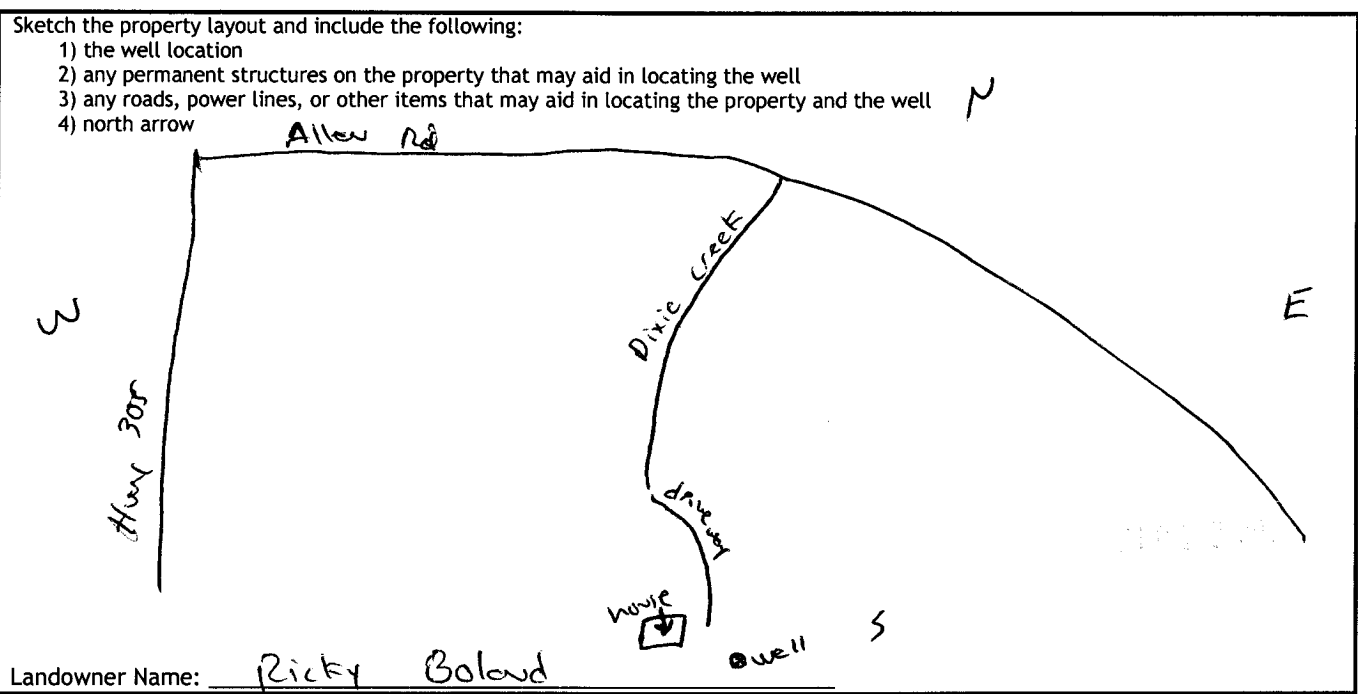 Sketch the property layout and include the following:
1) the well location
2) any permanent structures on the property that may aid in locating the well
3) any roads, power lines, or other items that may aid in locating the property and the well
4) north arrow
N
Allen Rd
Dixie Creek
W
E
Hwy 305
driveway
house
well
S
Landowner Name: Ricky Boland